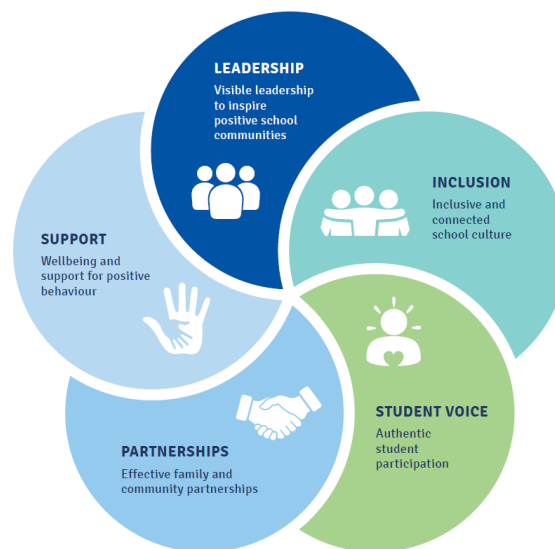 LEADERSHIP
Visible leadership
to inspire
positive school
communities
INCLUSION
Inclusive and
connected
school culture
STUDENT VOICE
Authentic
student
participation
PARTNERSHIPS
Effective family and
community partnerships
SUPPORT
Wellbeing and
support for positive
behaviour